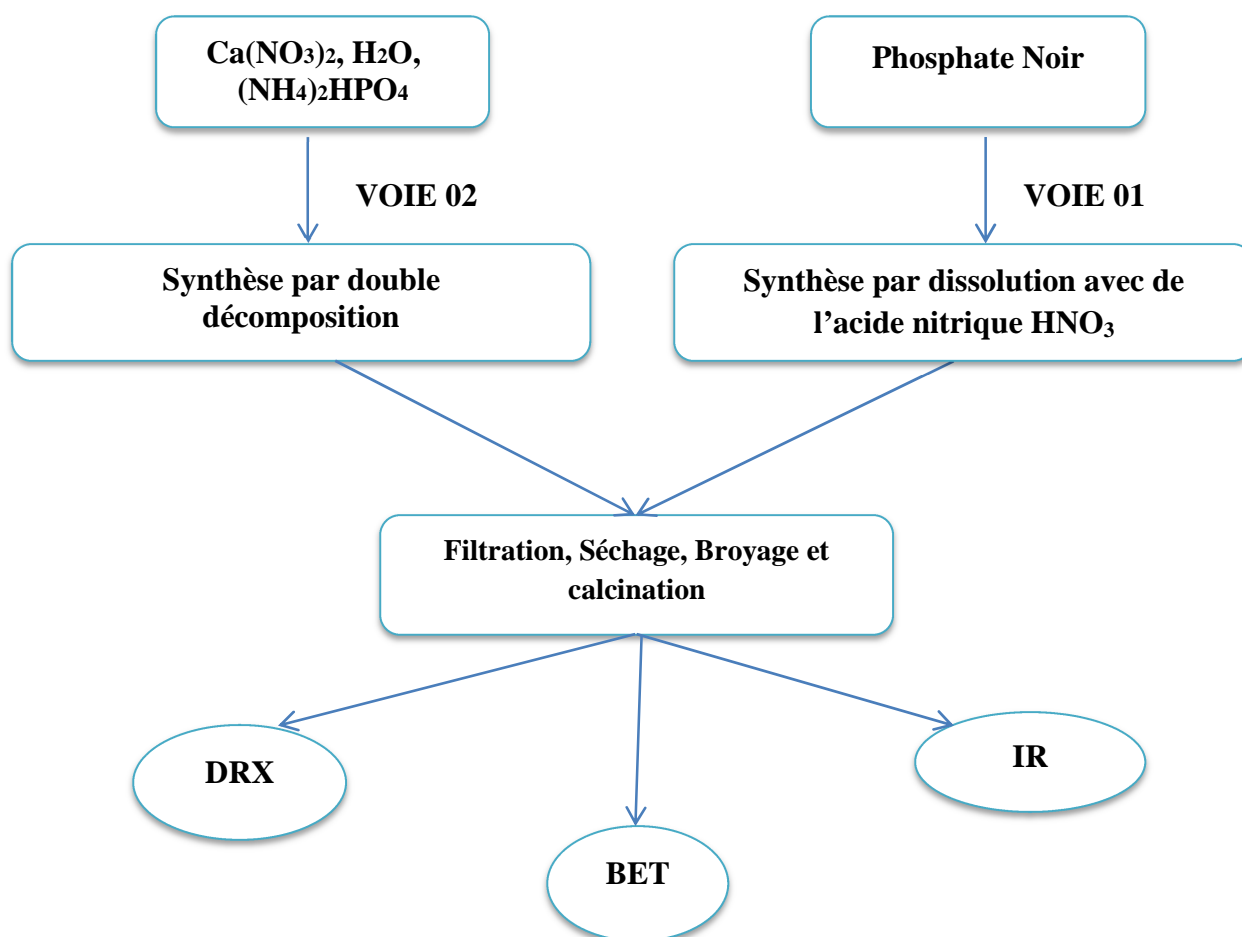 Ca(NO3)2, H2O,
(NH4)2HPO4
Phosphate Noir
VOIE 02
VOIE 01
Synthèse par double
décomposition
Synthèse par dissolution avec de
l’acide nitrique HNO3
Filtration, Séchage, Broyage et
calcination
DRX
IR
BET